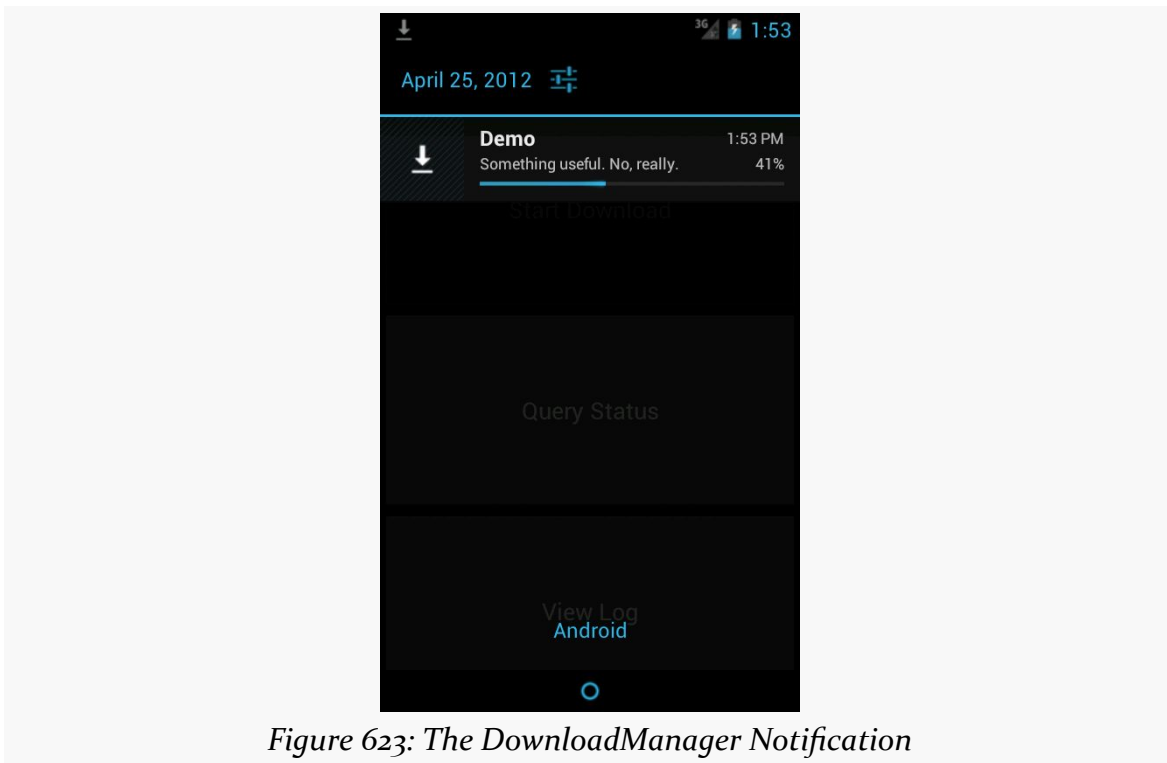 3G 1:53
April 25, 2012
Demo 1:53 PM
Something useful. No, really. 41%
Start Download
Query Status
View Log
Android
Figure 623: The DownloadManager Notification